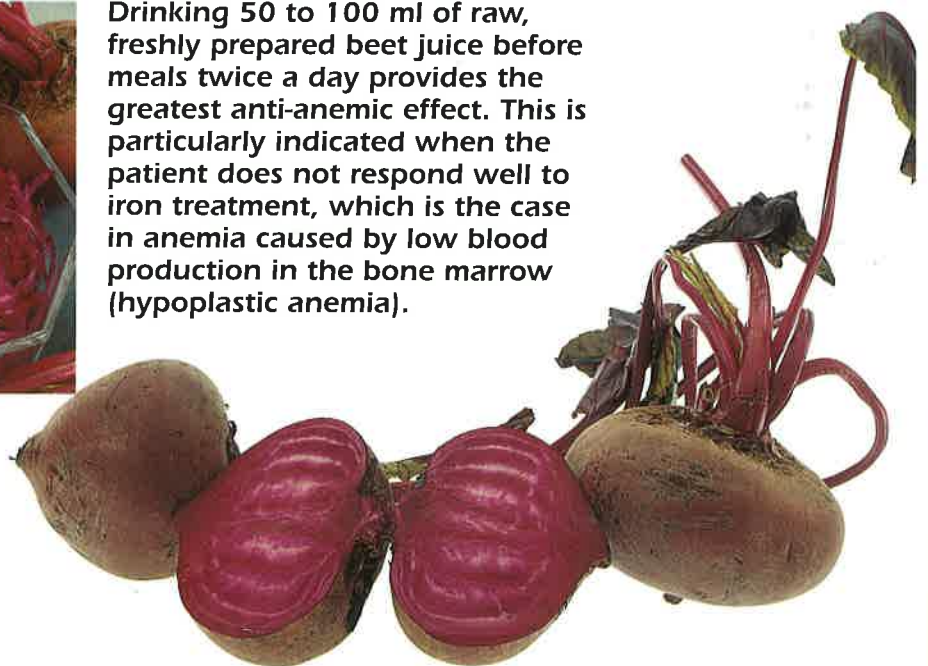 Drinking 50 to 100 ml of raw,
freshly prepared beet juice before
meals twice a day provides the
greatest anti-anemic effect. This is
particularly indicated when the
patient does not respond well to
iron treatment, which is the case
in anemia caused by low blood
production in the bone marrow
(hypoplastic anemia).